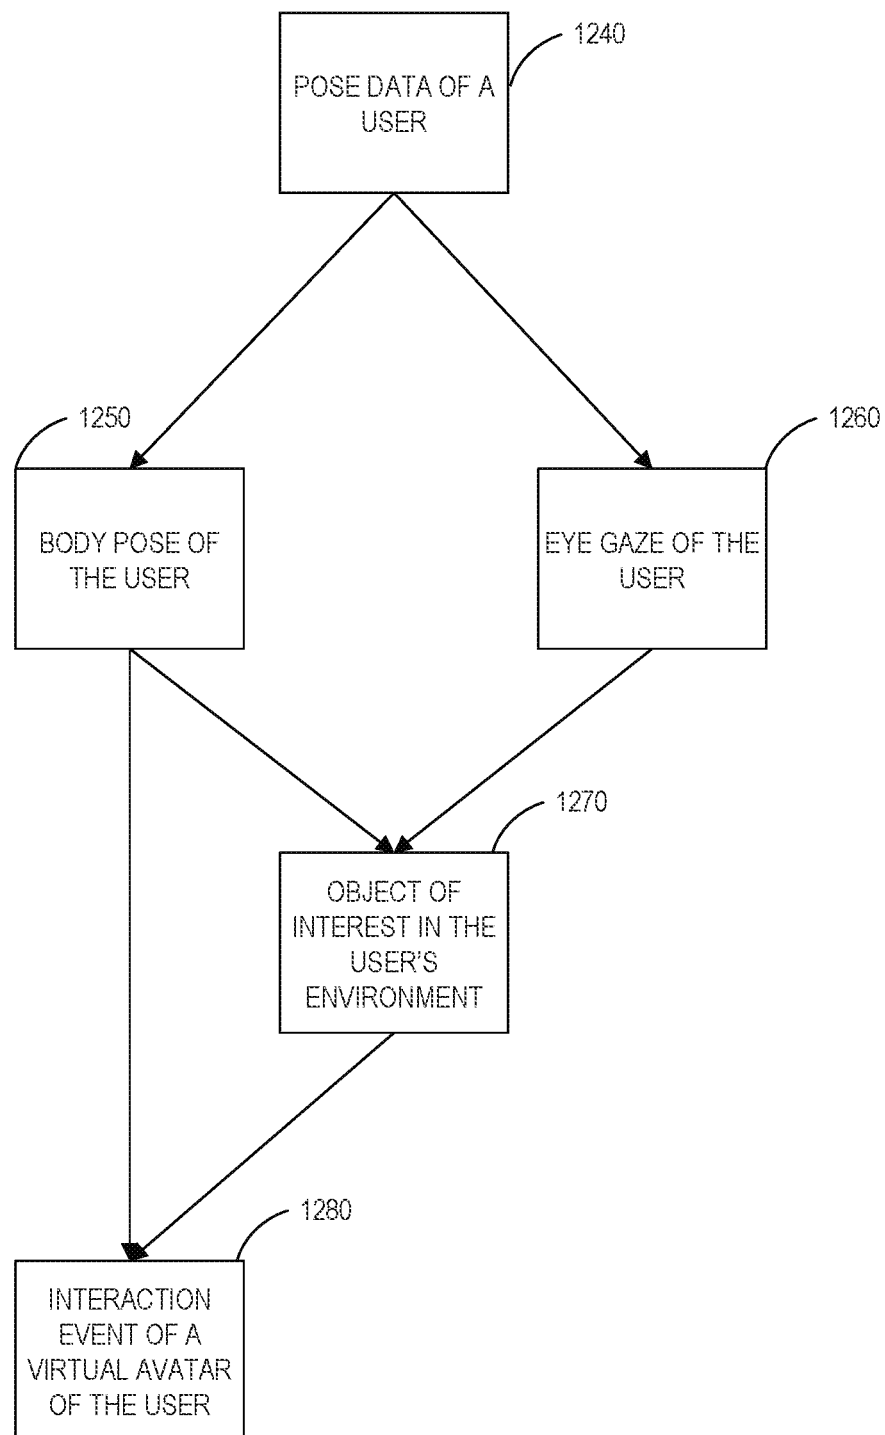 1240
POSE DATA OF A
USER
1250
1260
BODY POSE OF
THE USER
EYE GAZE OF THE
USER
1270
OBJECT OF
INTEREST IN THE
USER'S
ENVIRONMENT
1280
INTERACTION
EVENT OF A
VIRTUAL AVATAR
OF THE USER